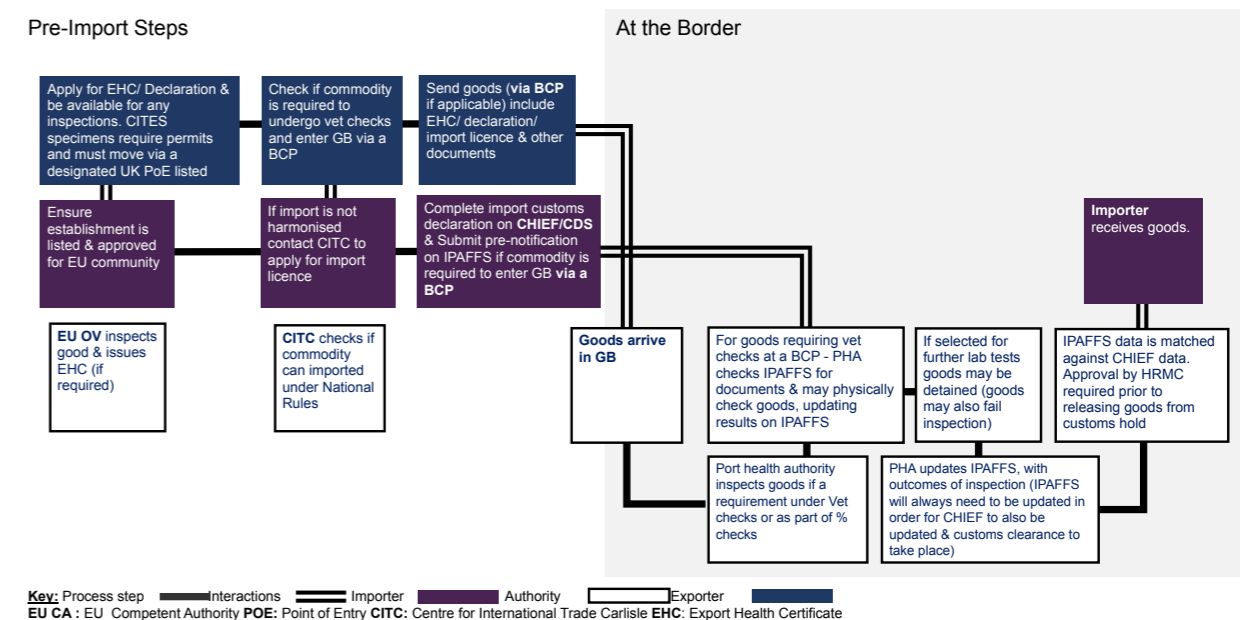 Pre-Import Steps
At the Border
Apply for EHC/ Declaration &
be available for any
inspections. CITES
specimens require permits
and must move via a
designated UK PoE listed
Check if commodity
is required to
undergo vet checks
and enter GB via a
BCP
Send goods (via BCP
if applicable) include
EHC/ declaration/
import licence & other
documents
Ensure
establishment is
listed & approved
for EU community
If import is not
harmonised
contact CITC to
apply for import
licence
Complete import customs
declaration on CHIEF/CDS
& Submit pre-notification
on IPAFFS if commodity is
required to enter GB via a
BCP
Importer
receives goods.
EU OV inspects
good & issues
EHC (if
required)
CITC checks if
commodity
can imported
under National
Rules
Goods arrive
in GB
For goods requiring vet
checks at a BCP - PHA
checks IPAFFS for
documents & may physically
check goods, updating
results on IPAFFS
If selected for
further lab tests
goods may be
detained (goods
may also fail
inspection)
IPAFFS data is matched
against CHIEF data.
Approval by HRMC
required prior to
releasing goods from
customs hold
Port health authority
inspects goods if a
requirement under Vet
checks or as part of %
checks
PHA updates IPAFFS, with
outcomes of inspection (IPAFFS
will always need to be updated in
order for CHIEF to also be
updated & customs clearance to
take place)
Key: Process step Interactions Importer Authority Exporter
EU CA : EU Competent Authority POE: Point of Entry CITC: Centre for International Trade Carlisle EHC: Export Health Certificate